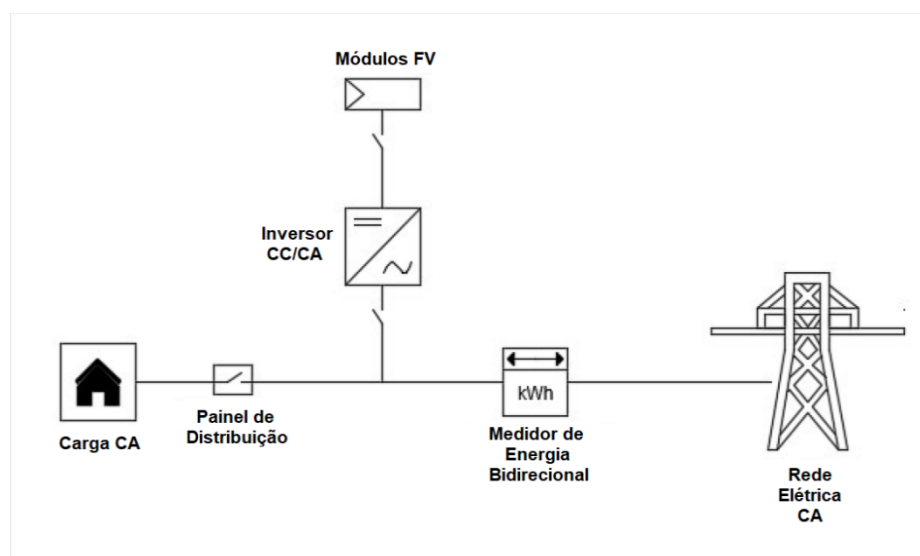 Módulos FV
Inversor
CC/CA
kWh
Carga CA
Painel de
Distribuição
Medidor de
Energia
Bidirecional
Rede
Elétrica
CA